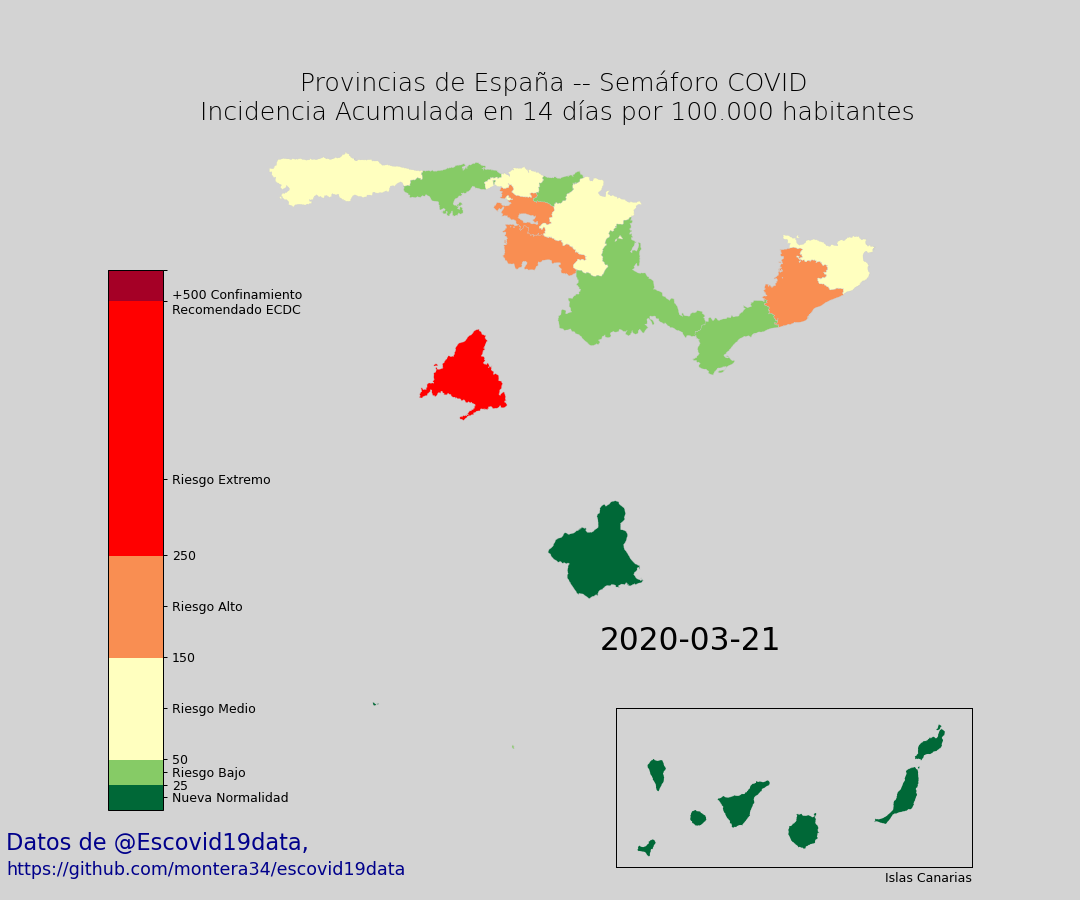 Provincias de España -- Semáforo COVID
Incidencia Acumulada en 14 días por 100.000 habitantes
+500 Confinamiento
Recomendado ECDC
Riesgo Extremo
250
Riesgo Alto
150
Riesgo Medio
50
Riesgo Bajo
25
Nueva Normalidad
2020-03-21
Islas Canarias
Datos de @Escovid19data,
https://github.com/montera34/escovid19data